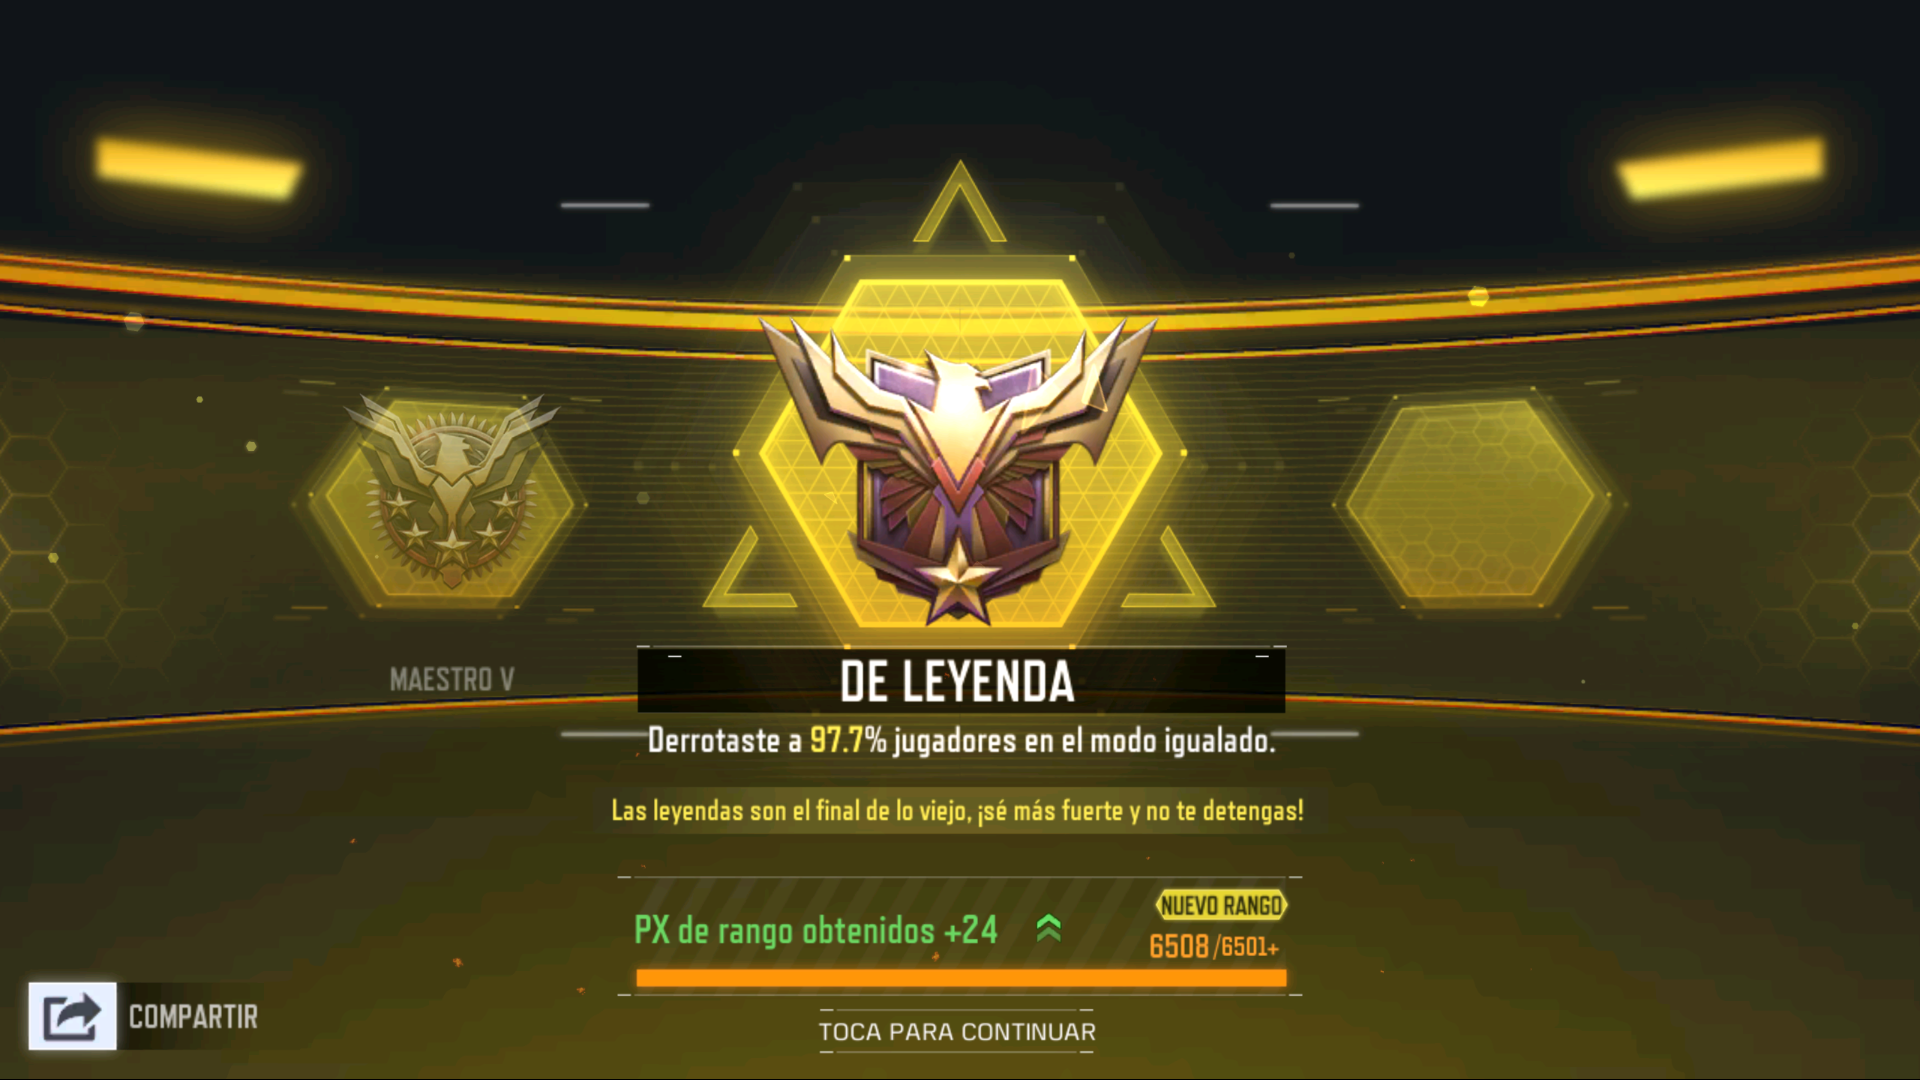 MAESTRO V
DE LEYENDA
Derrotaste a 97.7% jugadores en el modo igualado.
Las leyendas son el final de lo viejo, ¡sé más fuerte y no te detengas!
NUEVO RANGO
PX de rango obtenidos +24
6508/6501+
COMPARTIR
TOCA PARA CONTINUAR